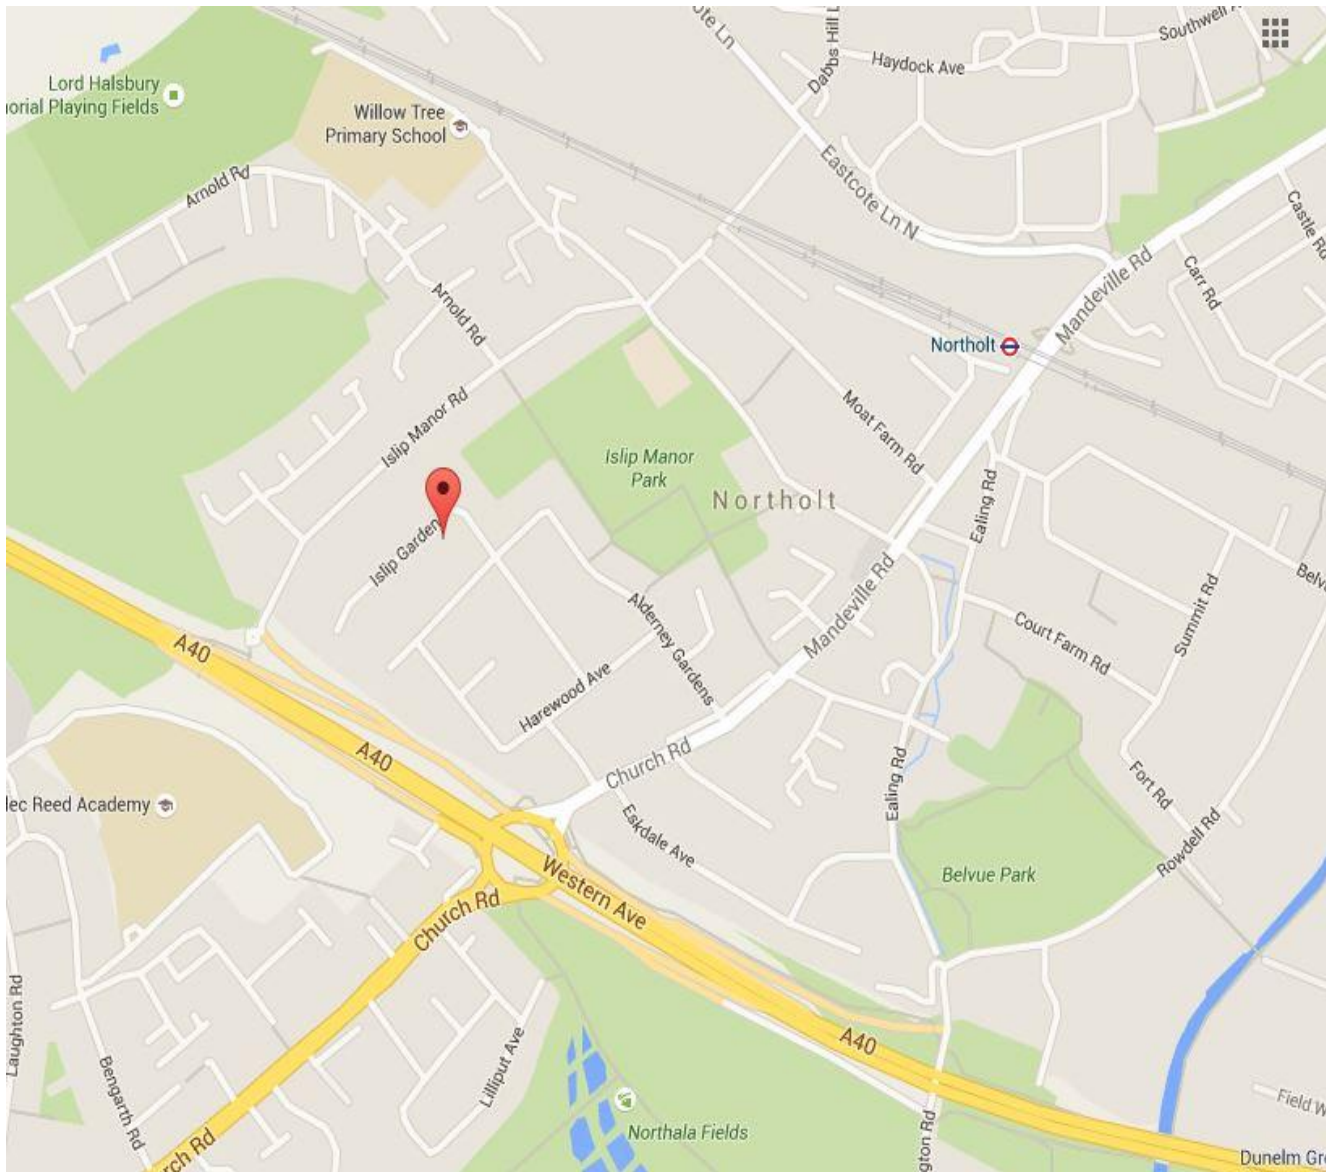 ote Ln
Southwell A
Dabbs Hill L
Haydock Ave
Lord Halsbury
orial Playing Fields
Willow Tree
Primary School
Eastcote Ln N
Arnold Rd
Castle Rd
Mandeville Rd
Carr Rd
Arnold Rd
Northolt
Moat Farm Rd
Islip Manor Rd
Islip Manor
Park
Northolt
Ealing Rd
Islip Garden
Belv
Mandeville Rd
Summit Rd
Alderney Gardens
Court Farm Rd
A40
Harewood Ave
A40
Church Rd
Ealing Rd
Fort Rd
lec Reed Academy
Eskdale Ave
Rowdell Rd
Western Ave
Belvue Park
Church Rd
Laughton Rd
A40
Lilliput Ave
Bengarth Rd
Northala Fields
Field W
gton Rd
rch Rd
Dunelm Gr